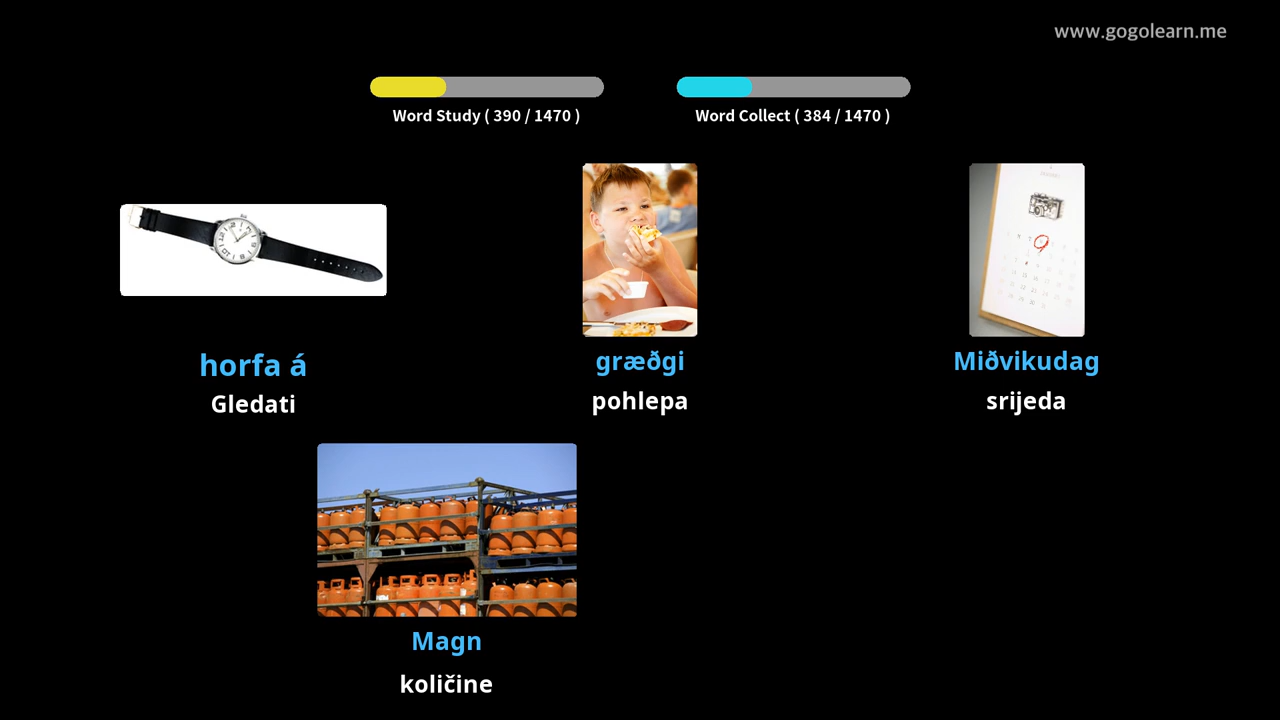 www.gogolearn.me
Word Study ( 390 / 1470 )
Word Collect ( 384 / 1470 )
horfa á
Gledati
græðgi
pohlepa
Miðvikudag
srijeda
Magn
količine